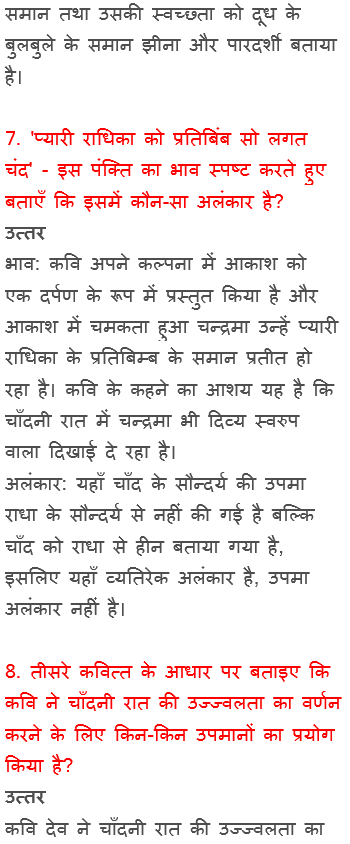 समान तथा उसकी स्वच्छता को दूध के
बुलबुले के समान झीना और पारदर्शी बताया
है।
7. 'प्यारी राधिका को प्रतिबिंब सो लगत
चंद' - इस पंक्ति का भाव स्पष्ट करते हुए
बताएँ कि इसमें कौन-सा अलंकार है?
उत्तर
भाव: कवि अपने कल्पना में आकाश को
एक दर्पण के रूप में प्रस्तुत किया है और
आकाश में चमकता हुआ चन्द्रमा उन्हें प्यारी
राधिका के प्रतिबिम्ब के समान प्रतीत हो
रहा है। कवि के कहने का आशय यह है कि
चाँदनी रात में चन्द्रमा भी दिव्य स्वरुप
वाला दिखाई दे रहा है।
अलंकार: यहाँ चाँद के सौन्दर्य की उपमा
राधा के सौन्दर्य से नहीं की गई है बल्कि
चाँद को राधा से हीन बताया गया है,
इसलिए यहाँ व्यतिरेक अलंकार है, उपमा
अलंकार नहीं है।
8. तीसरे कवित्त के आधार पर बताइए कि
कवि ने चाँदनी रात की उज्ज्वलता का वर्णन
करने के लिए किन-किन उपमानों का प्रयोग
किया है?
उत्तर
कवि देव ने चाँदनी रात की उज्ज्वलता का